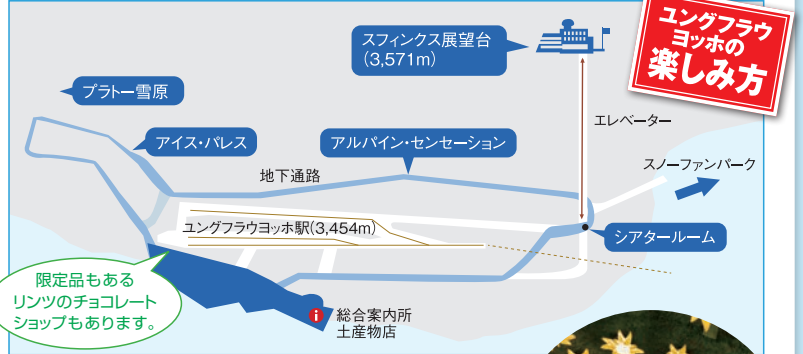 ユングフラウ
ヨッホの
楽しみ方
スフィンクス展望台
(3,571m)
プラトー雪原
アイス・パレス
アルパイン・センセーション
エレベーター
地下通路
スノーファンパーク
ユングフラウヨッホ駅(3,454m)
シアタールーム
限定品もある
リンツのチョコレート
ショップもあります。
i
総合案内所
土産物店